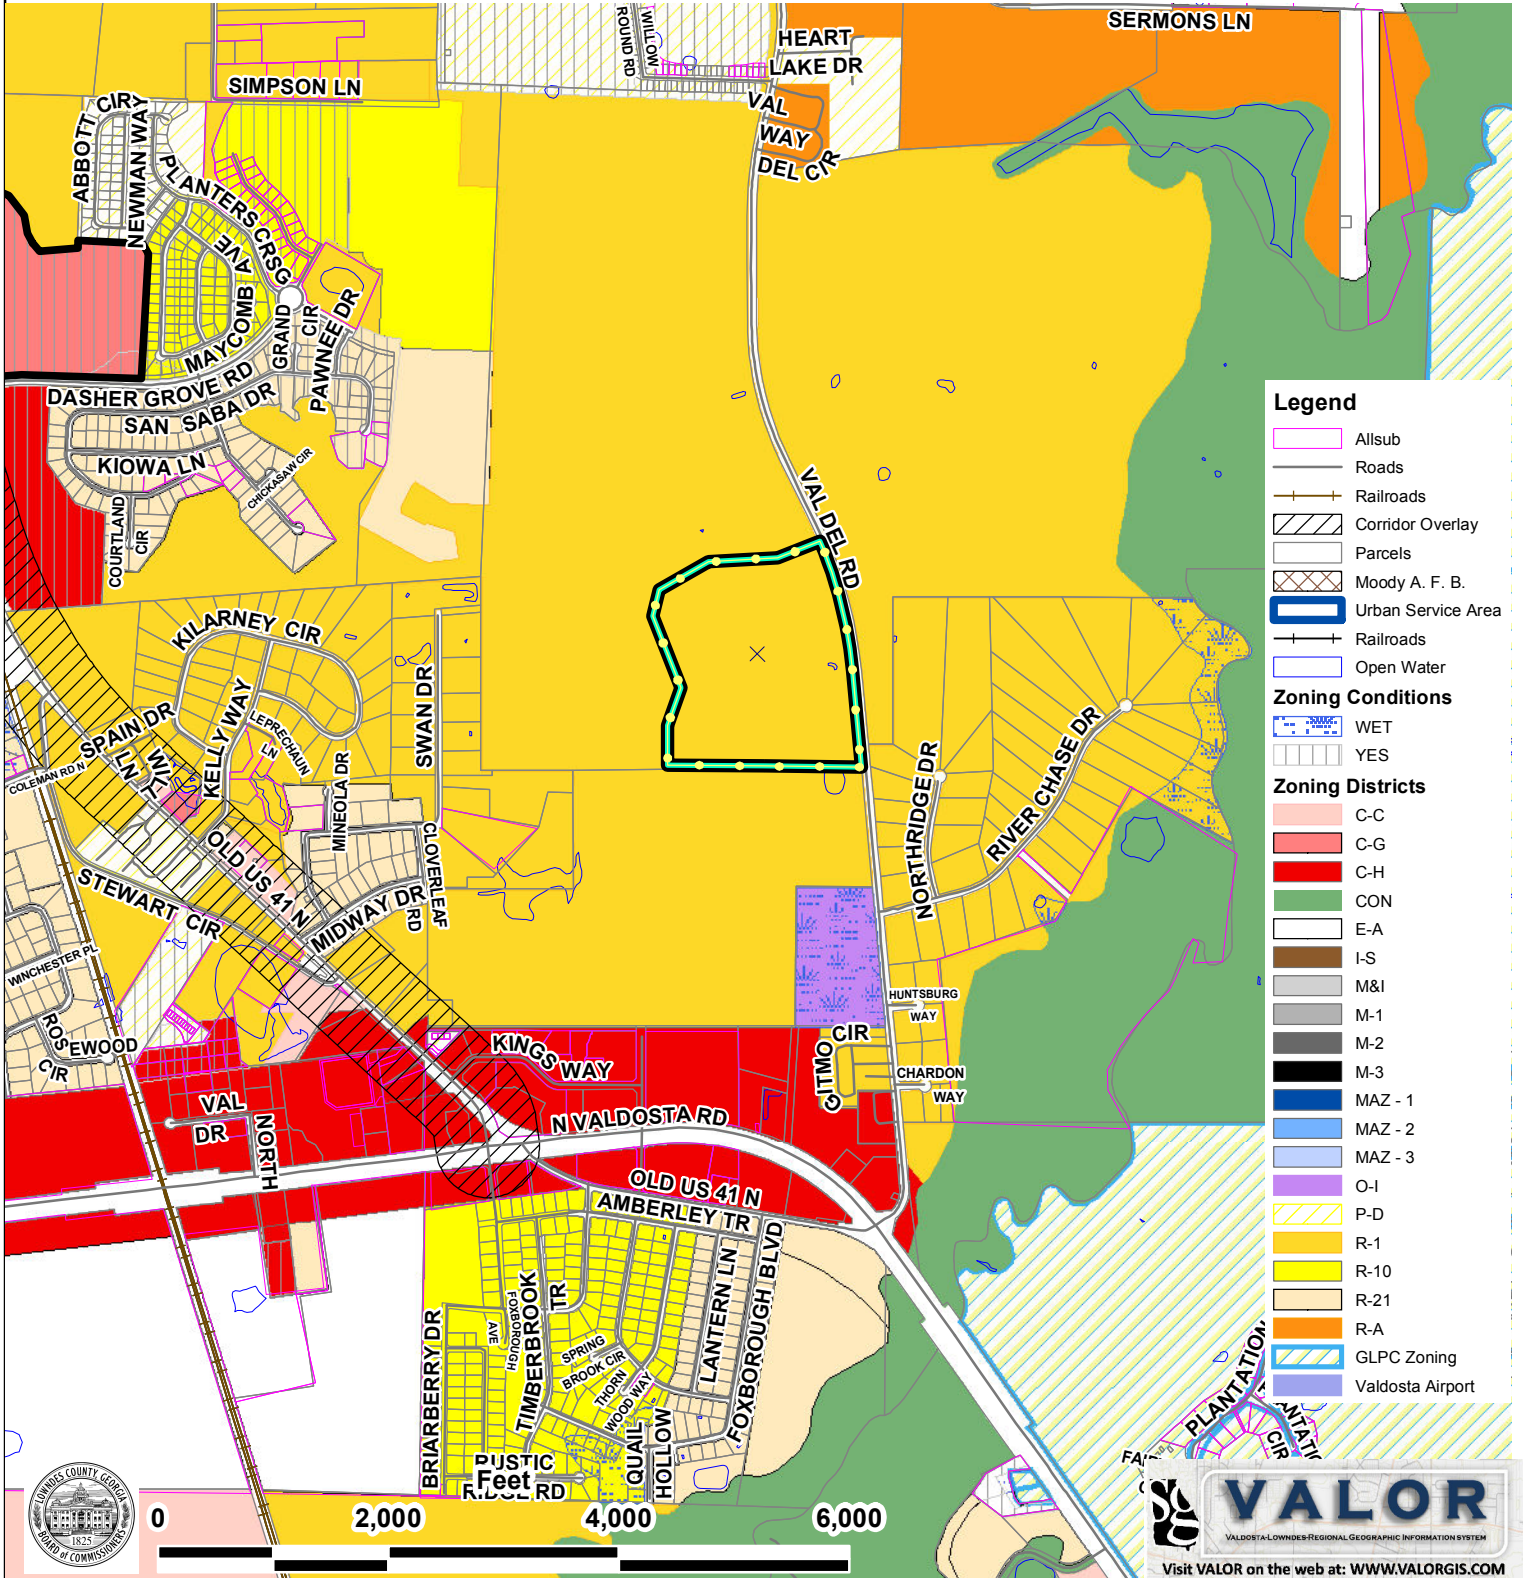 SERMONS LN
WILLOW
ROUND RD
HEART
LAKE DR
SIMPSON LN
VAL
WAY
DEL CIR
ABBOTT CIR
NEWMAN WAY
PLANTERS CRSG
AVE
MAYCOMB
GRAND
CIR
PAWNEE DR
DASHER GROVE RD
SAN SABA DR
KIOWA LN
CHICKASAW CIR
COURTLAND
CIR
VAL DEL RD
KILARNEY CIR
SWAN DR
KELLY WAY
LEPRECHAUN
LN
SPAIN DR
LN
COLEMAN RD N
MINEOLA DR
CLOVERLEAF
RD
OLD US 41 N
MIDWAY DR
STEWART CIR
WINCHESTER PL
ROS
EWOOD
CIR
NORTHRIDGE DR
RIVER CHASE DR
HUNTSBURG
WAY
GITMO CIR
CHARDON
WAY
KINGS
WAY
VAL
DR
NORTH
N VALDOSTA RD
OLD US 41 N
AMBERLEY TR
BRIARBERRY DR
FOXBOROUGH
AVE
TIMBERBROOK
TR
SPRING
BROOK CIR
THORN
WOOD WAY
LANTERN LN
FOXBOROUGH BLVD
QUAIL
HOLLOW
RUSTIC
RIDGE RD
PLANTATION
CIR
Legend
Allsub
Roads
Railroads
Corridor Overlay
Parcels
Moody A. F. B.
Urban Service Area
Railroads
Open Water
Zoning Conditions
WET
YES
Zoning Districts
C-C
C-G
C-H
CON
E-A
I-S
M&I
M-1
M-2
M-3
MAZ - 1
MAZ - 2
MAZ - 3
O-I
P-D
R-1
R-10
R-21
R-A
GLPC Zoning
Valdosta Airport
Feet
0 2,000 4,000 6,000
LOWNDES COUNTY GEORGIA
1825
BOARD of COMMISSIONERS
VALOR
VALDOSTA-LOWNDES-REGIONAL GEOGRAPHIC INFORMATION SYSTEM
Visit VALOR on the web at: WWW.VALORGIS.COM